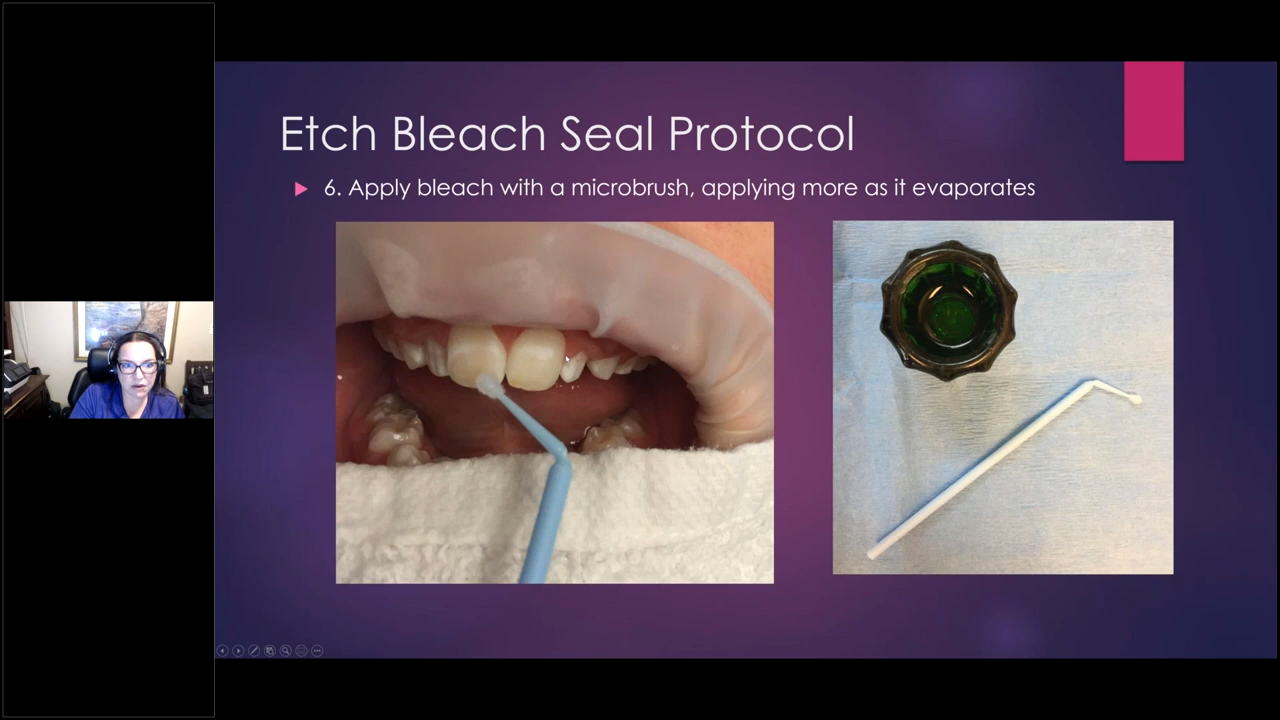 Etch Bleach Seal Protocol
6. Apply bleach with a microbrush, applying more as it evaporates